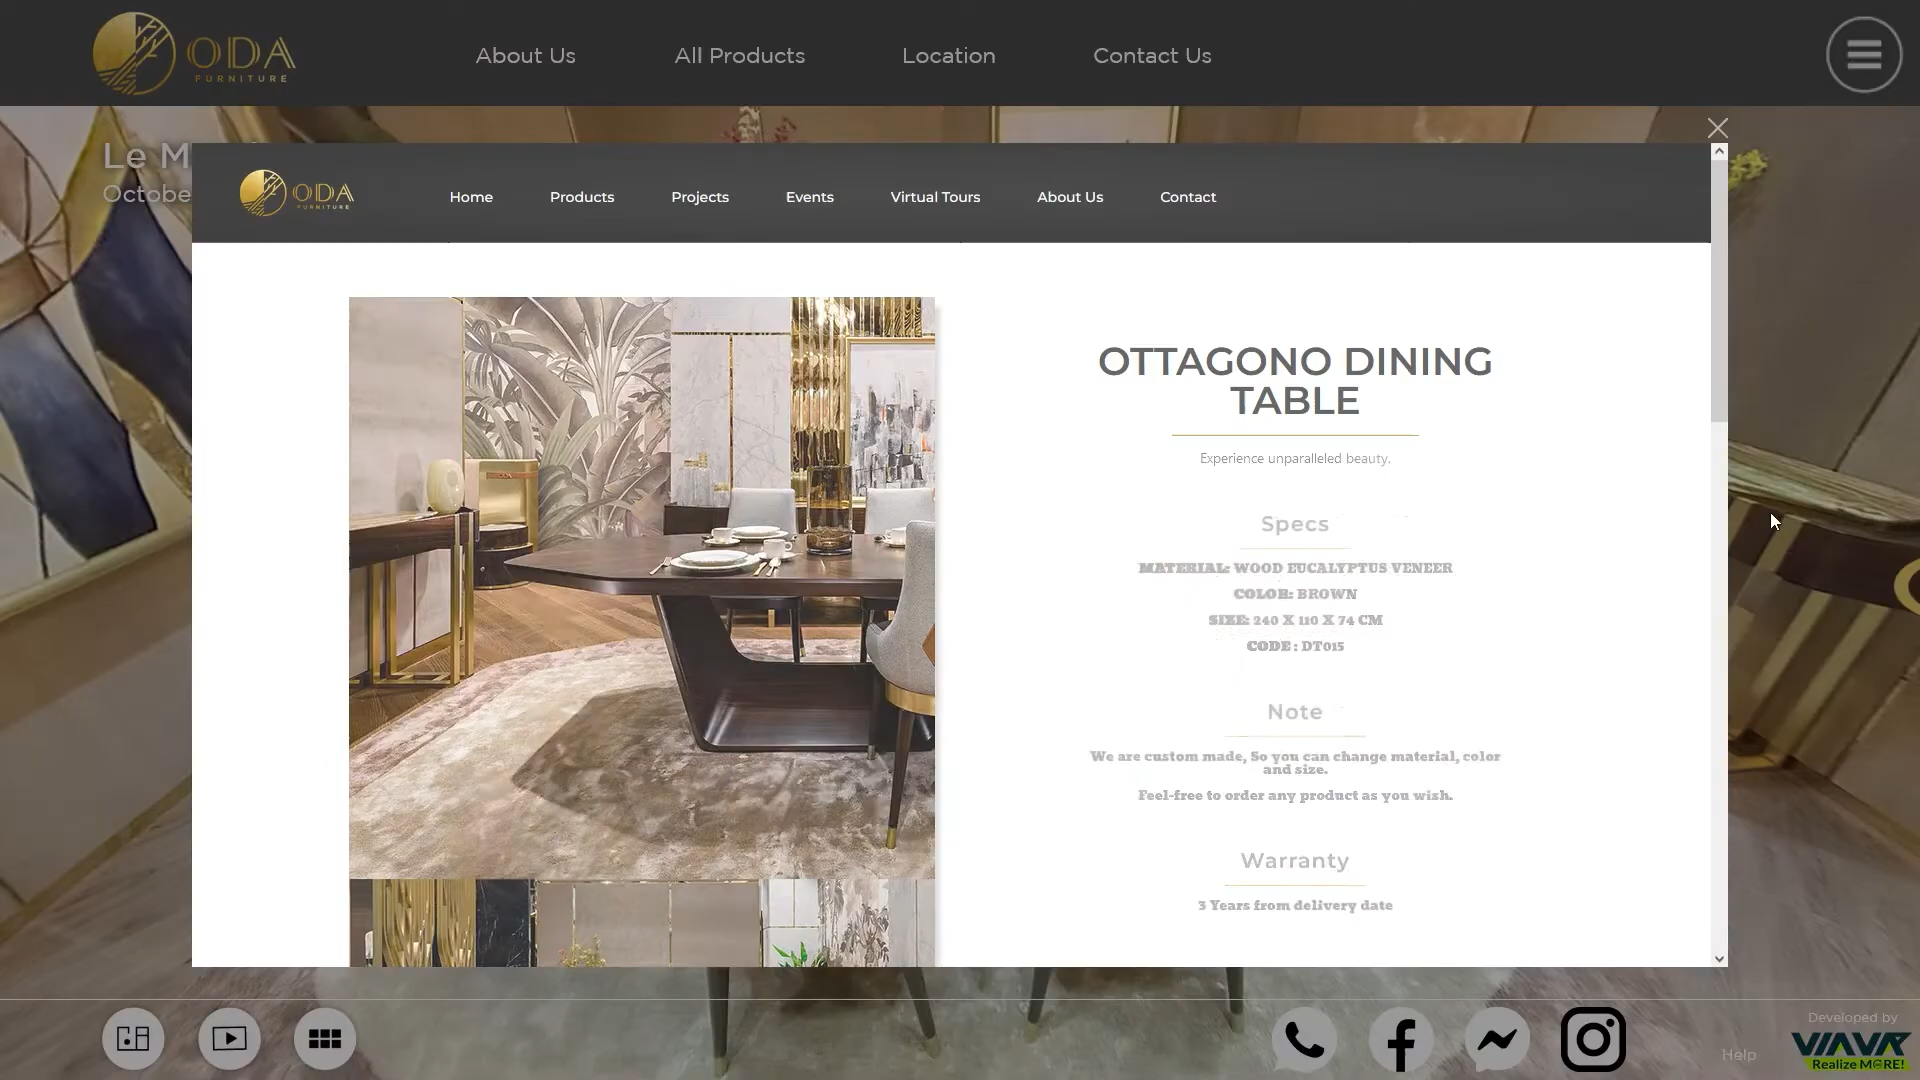 ODA
FURNITURE
About Us
All Products
Location
Contact Us
Le M
Octobe
ODA
FURNITURE
Home
Products
Projects
Events
Virtual Tours
About Us
Contact
OTTAGONO DINING
TABLE
Experience unparalleled beauty.
Specs
MATERIAL: WOOD EUCALYPTUS VENEER
COLOR: BROWN
SIZE: 240 X 110 X 74 CM
CODE : DT015
Note
We are custom made, So you can change material, color
and size.
Feel-free to order any product as you wish.
Warranty
3 Years from delivery date
Help
Developed by
VIAVR
Realize MORE!